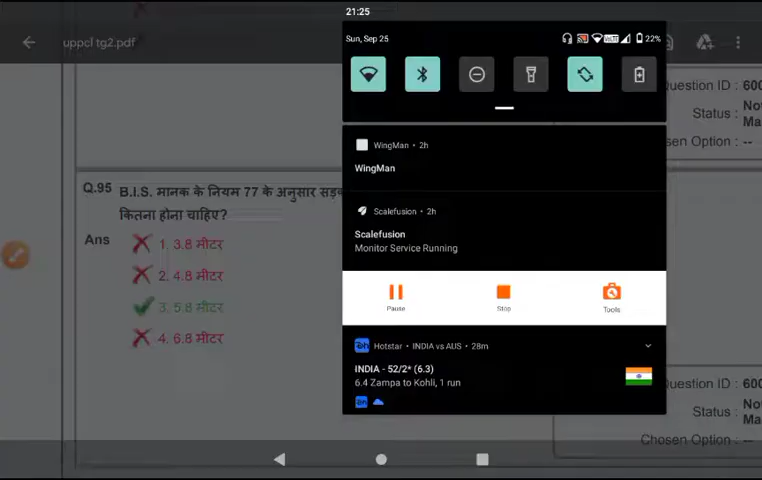 21:25
uppcl tg2.pdf
Sun, Sep 25
22%
Question ID : 600
Status : No
Ma
sen Option : --
WingMan • 2h
WingMan
Q.95 B.I.S. मानक के नियम 77 के अनुसार सड़क
कितना होना चाहिए?
Scalefusion • 2h
Scalefusion
Monitor Service Running
Ans
1. 3.8 मीटर
2. 4.8 मीटर
3. 5.8 मीटर
4. 6.8 मीटर
Pause
Stop
Tools
Hotstar • INDIA vs AUS • 28m
INDIA - 52/2* (6.3)
6.4 Zampa to Kohli, 1 run
Question ID : 600
Status : No
Ma
Chosen Option : --